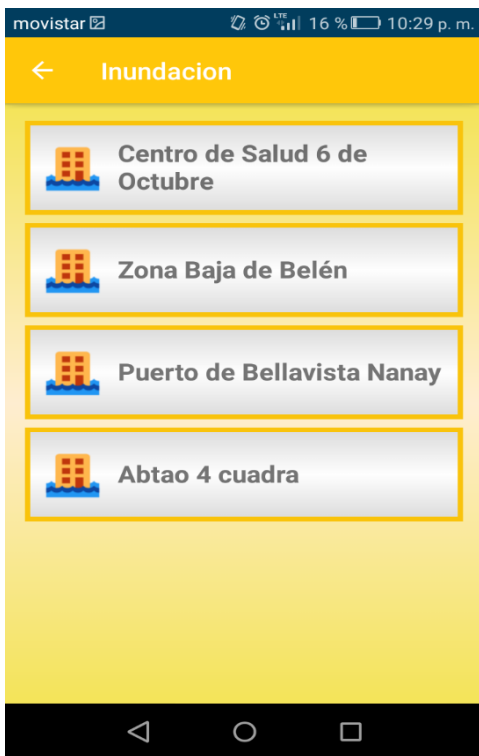 movistar LTE 16 % 10:29 p. m.
Inundacion
Centro de Salud 6 de
Octubre
Zona Baja de Belén
Puerto de Bellavista Nanay
Abtao 4 cuadra